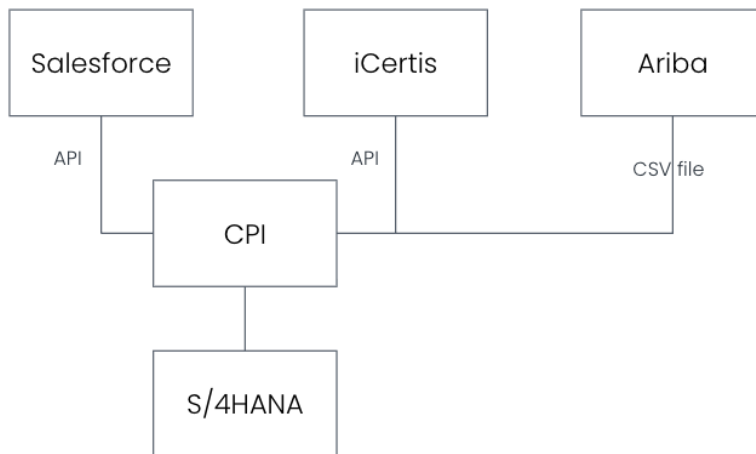 Salesforce
iCertis
Ariba
API
API
CSV file
CPI
S/4HANA